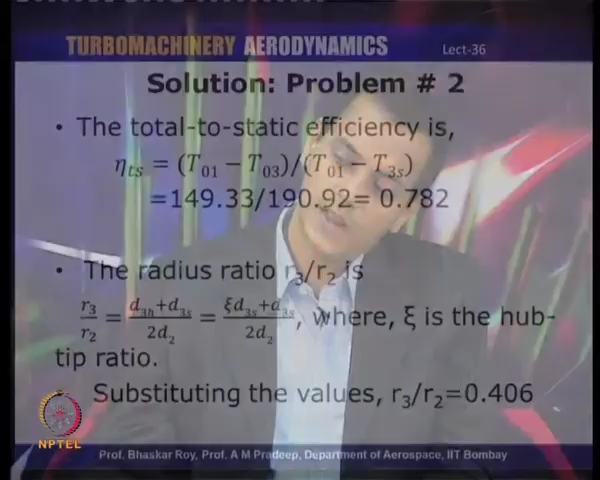 TURBOMACHINERY AERODYNAMICS Lect-36
Solution: Problem # 2
• The total-to-static efficiency is,
η_ts = (T_01 − T_03)/(T_01 − T_3s)
=149.33/190.92= 0.782
• The radius ratio r_3/r_2 is
r_3/r_2 = (d_3h+d_3s)/(2d_2) = (ξd_3s+d_3s)/(2d_2), where, ξ is the hub-
tip ratio.
Substituting the values, r_3/r_2=0.406
NPTEL
Prof. Bhaskar Roy, Prof. A M Pradeep, Department of Aerospace, IIT Bombay